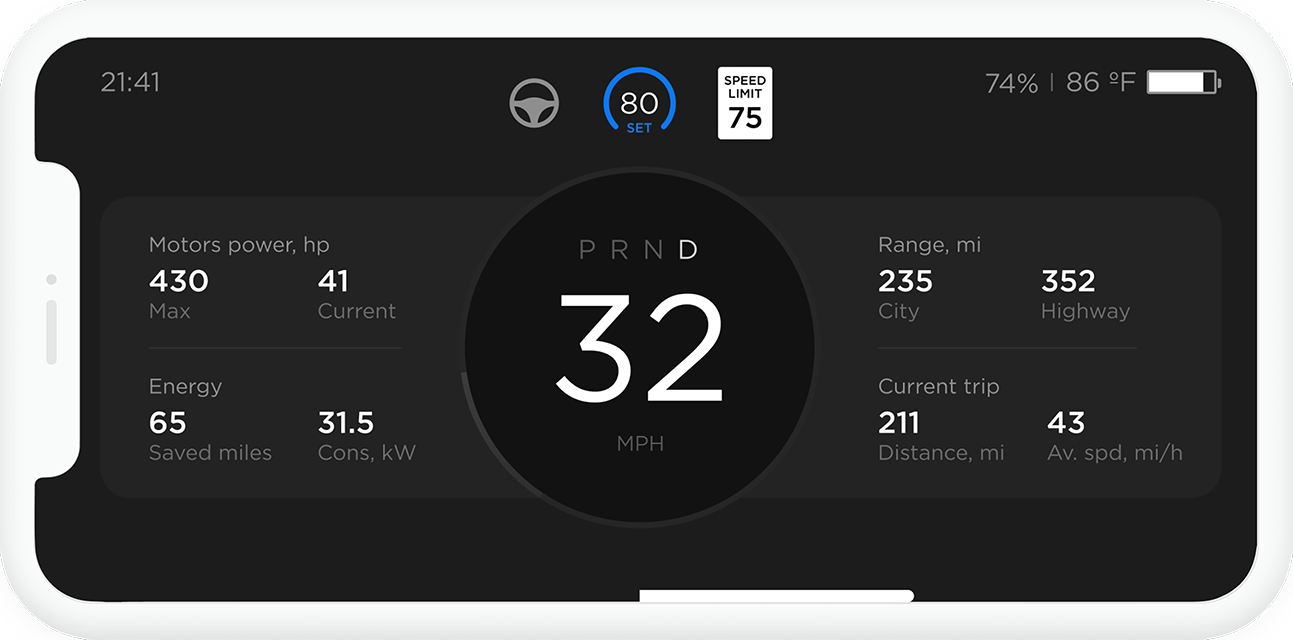 21:41
80
SET
SPEED
LIMIT
75
74% | 86 ºF
Motors power, hp
430 41
Max Current
Energy
65 31.5
Saved miles Cons, kW
P R N D
32
MPH
Range, mi
235 352
City Highway
Current trip
211 43
Distance, mi Av. spd, mi/h